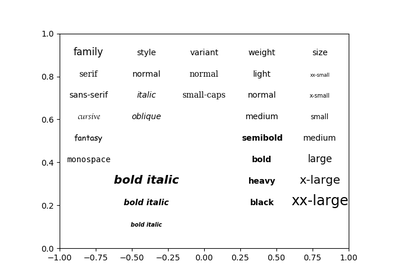 1.0
family style variant weight size
0.8
serif normal normal light xx-small
sans-serif italic small-caps normal x-small
0.6
cursive oblique medium small
fantasy semibold medium
0.4
monospace bold large
bold italic heavy x-large
0.2
bold italic black xx-large
bold italic
0.0
−1.00 −0.75 −0.50 −0.25 0.00 0.25 0.50 0.75 1.00